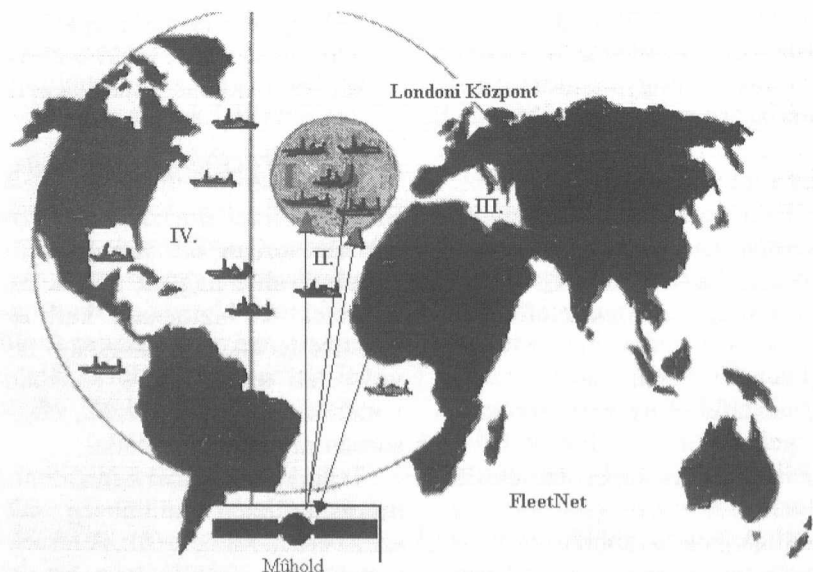 Londoni Központ
III.
IV.
II.
FleetNet
Műhold